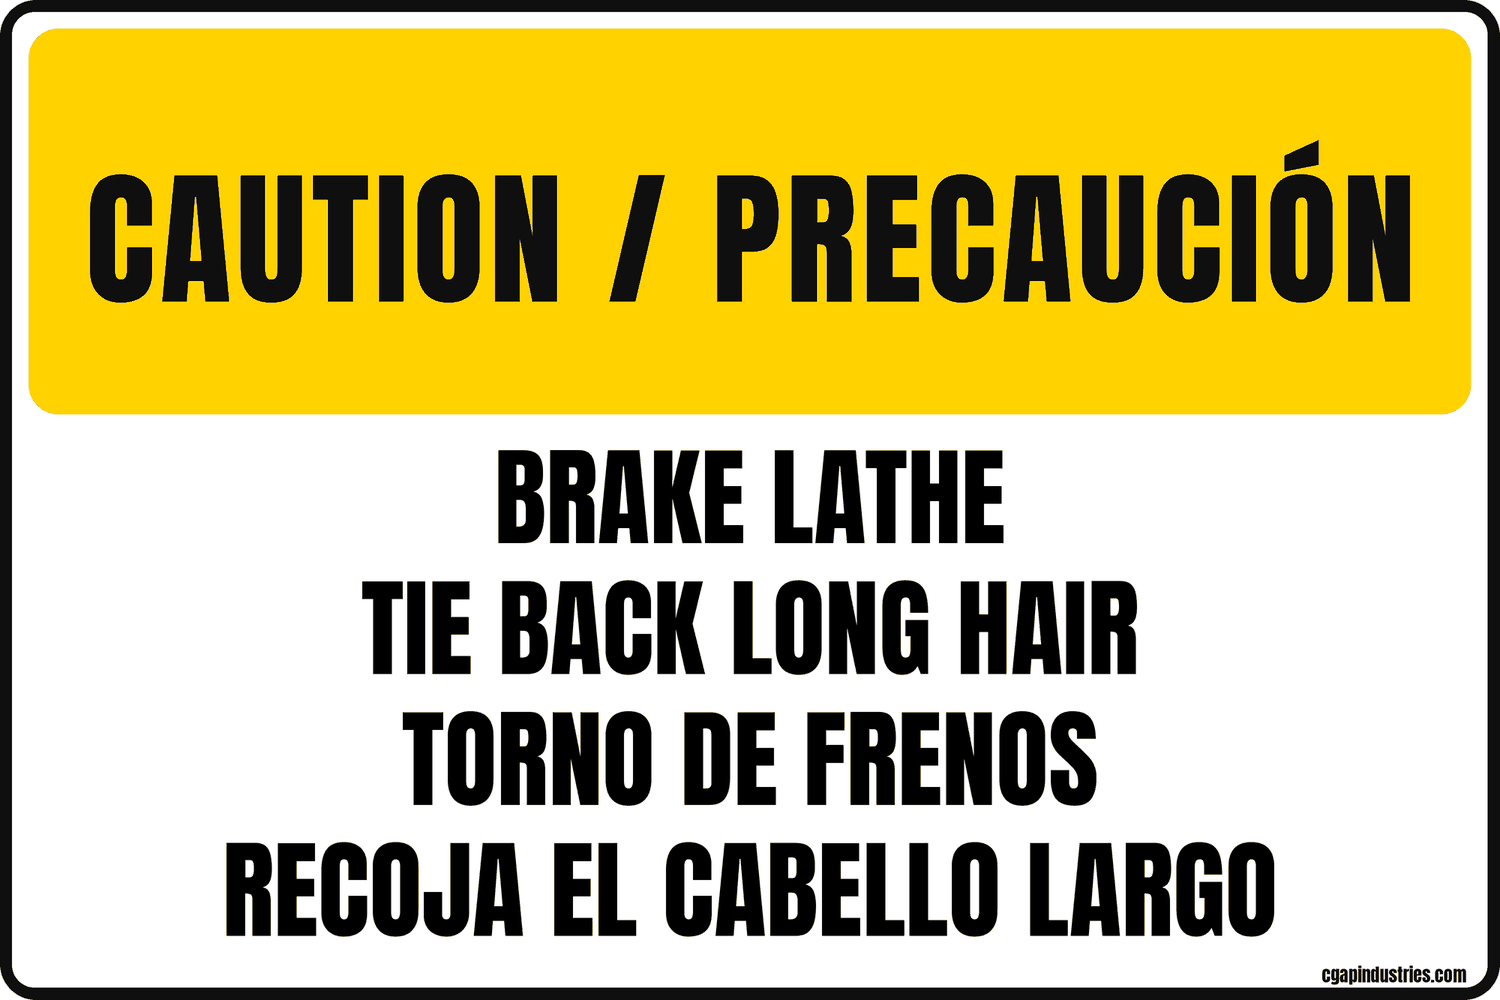 CAUTION / PRECAUCIÓN
BRAKE LATHE
TIE BACK LONG HAIR
TORNO DE FRENOS
RECOJA EL CABELLO LARGO
cgapindustries.com